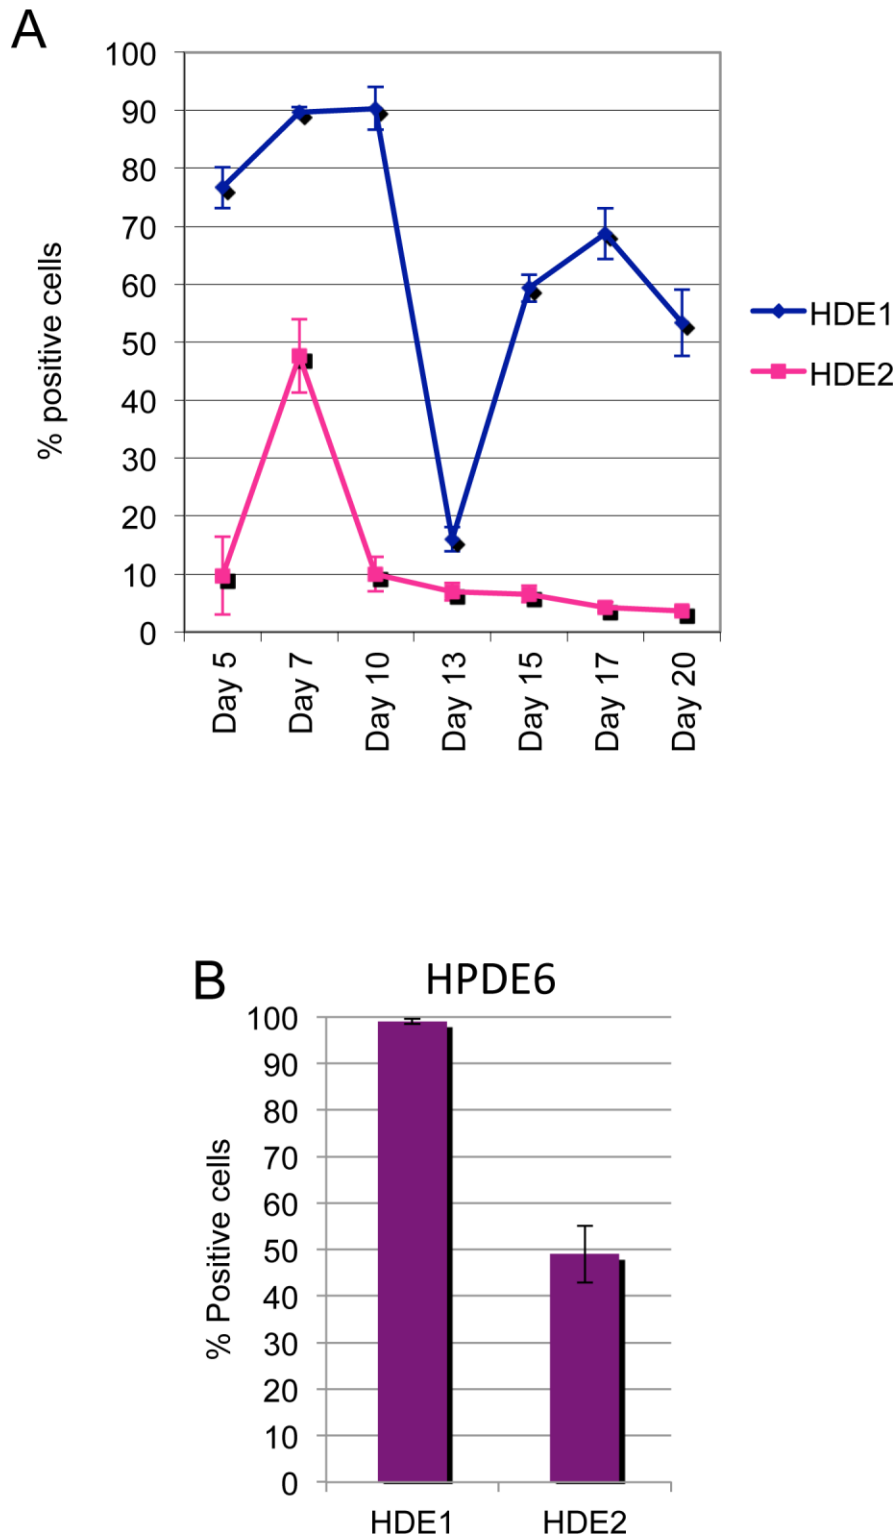 A
100
90
80
70
60
50
40
30
20
10
0
% positive cells
Day 5
Day 7
Day 10
Day 13
Day 15
Day 17
Day 20
HDE1
HDE2
B
HPDE6
100
90
80
70
60
50
40
30
20
10
0
% Positive cells
HDE1
HDE2